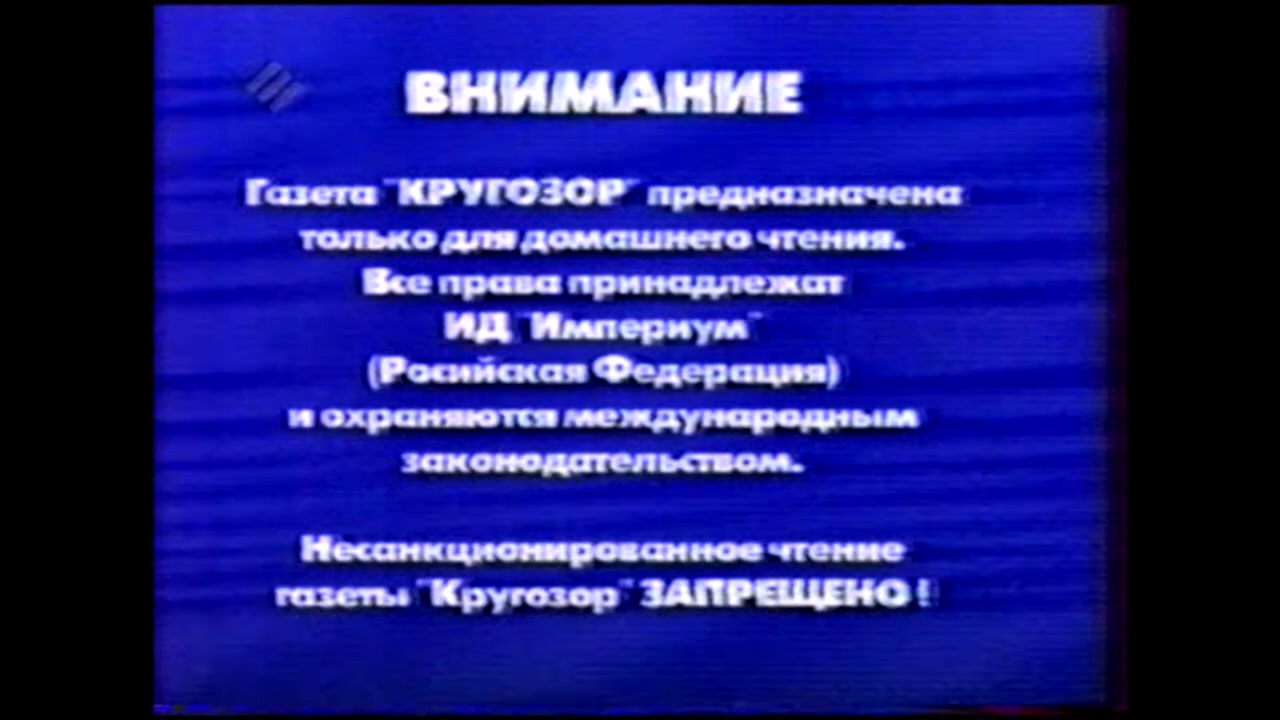 ВНИМАНИЕ
Газета "КРУГОЗОР" предназначена
только для домашнего чтения.
Все права принадлежат
ИД "Империум"
(Росийская Федерация)
и охраняются международным
законодательством.
Несанкционированное чтение
газеты "Кругозор" ЗАПРЕЩЕНО !